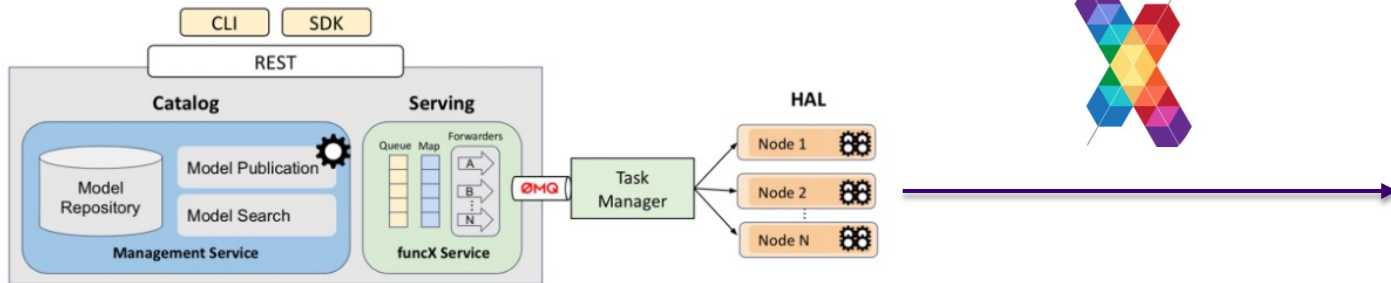 CLI
SDK
REST
Catalog
Serving
HAL
Model
Repository
Model Publication
Model Search
Management Service
Queue
Map
Forwarders
A
B
N
funcX Service
ØMQ
Task
Manager
Node 1
Node 2
Node N